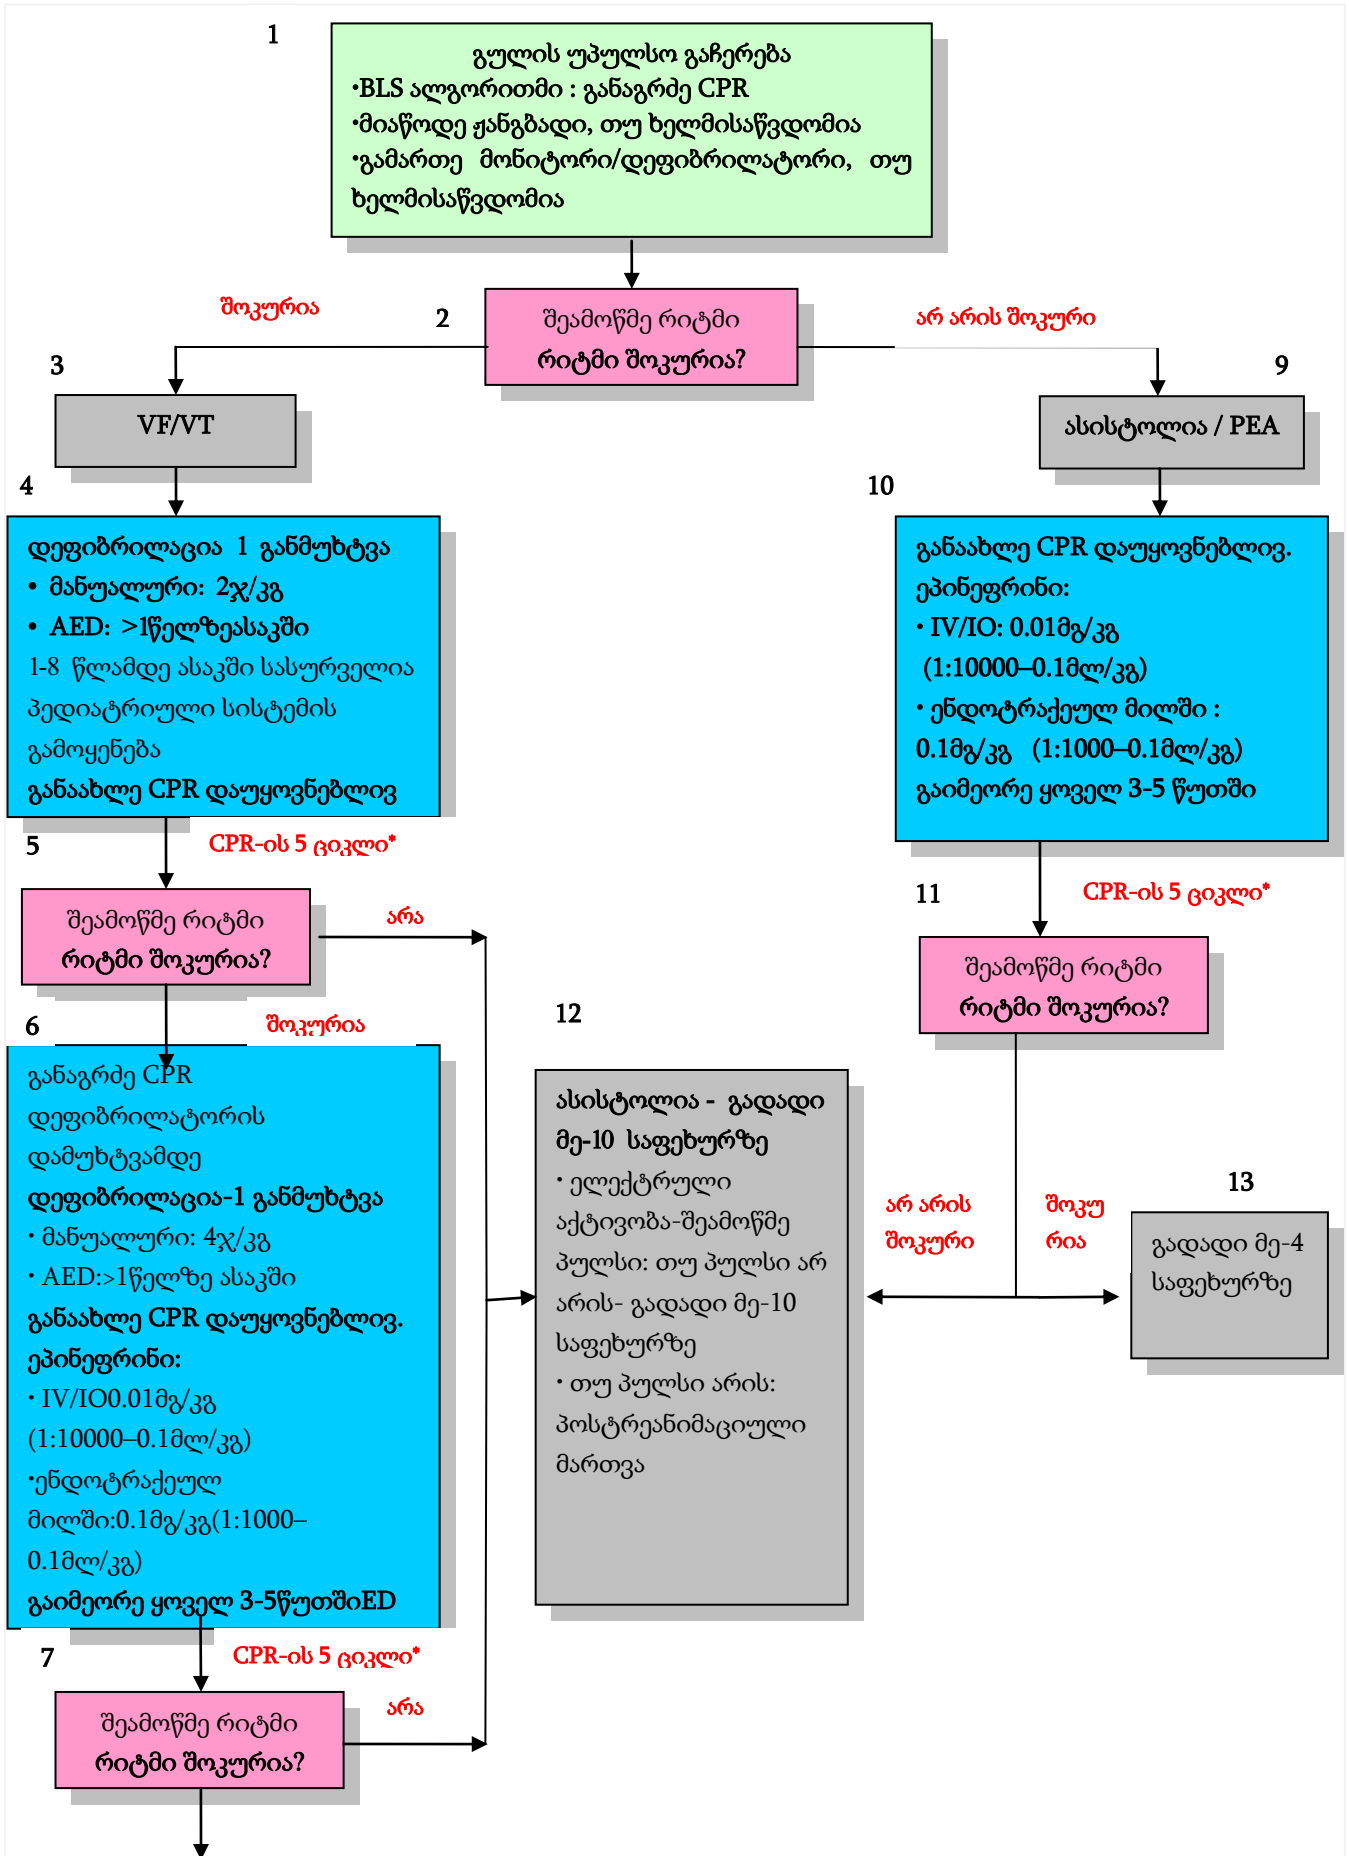 1
გულის უპულსო გაჩერება
•BLS ალგორითმი : განაგრძე CPR
•მიაწოდე ჟანგბადი, თუ ხელმისაწვდომია
•გამართე მონიტორი/დეფიბრილატორი, თუ
ხელმისაწვდომია
შოკურია
2
შეამოწმე რიტმი
რიტმი შოკურია?
არ არის შოკური
3
VF/VT
9
ასისტოლია / PEA
4
დეფიბრილაცია 1 განმუხტვა
• მანუალური: 2ჯ/კგ
• AED: >1წელზეასაკში
1-8 წლამდე ასაკში სასურველია
პედიატრიული სისტემის
გამოყენება
განაახლე CPR დაუყოვნებლივ
10
განაახლე CPR დაუყოვნებლივ.
ეპინეფრინი:
• IV/IO: 0.01მგ/კგ
(1:10000–0.1მლ/კგ)
• ენდოტრაქეულ მილში :
0.1მგ/კგ (1:1000–0.1მლ/კგ)
გაიმეორე ყოველ 3-5 წუთში
5
CPR-ის 5 ციკლი*
შეამოწმე რიტმი
რიტმი შოკურია?
არა
11
CPR-ის 5 ციკლი*
შეამოწმე რიტმი
რიტმი შოკურია?
6
შოკურია
განაგრძე CPR
დეფიბრილატორის
დამუხტვამდე
დეფიბრილაცია-1 განმუხტვა
• მანუალური: 4ჯ/კგ
• AED:>1წელზე ასაკში
განაახლე CPR დაუყოვნებლივ.
ეპინეფრინი:
• IV/IO0.01მგ/კგ
(1:10000–0.1მლ/კგ)
•ენდოტრაქეულ
მილში:0.1მგ/კგ(1:1000–
0.1მლ/კგ)
გაიმეორე ყოველ 3-5წუთშიED
12
ასისტოლია - გადადი
მე-10 საფეხურზე
• ელექტრული
აქტივობა-შეამოწმე
პულსი: თუ პულსი არ
არის- გადადი მე-10
საფეხურზე
• თუ პულსი არის:
პოსტრეანიმაციული
მართვა
არ არის
შოკური
შოკუ
რია
13
გადადი მე-4
საფეხურზე
7
CPR-ის 5 ციკლი*
შეამოწმე რიტმი
რიტმი შოკურია?
არა